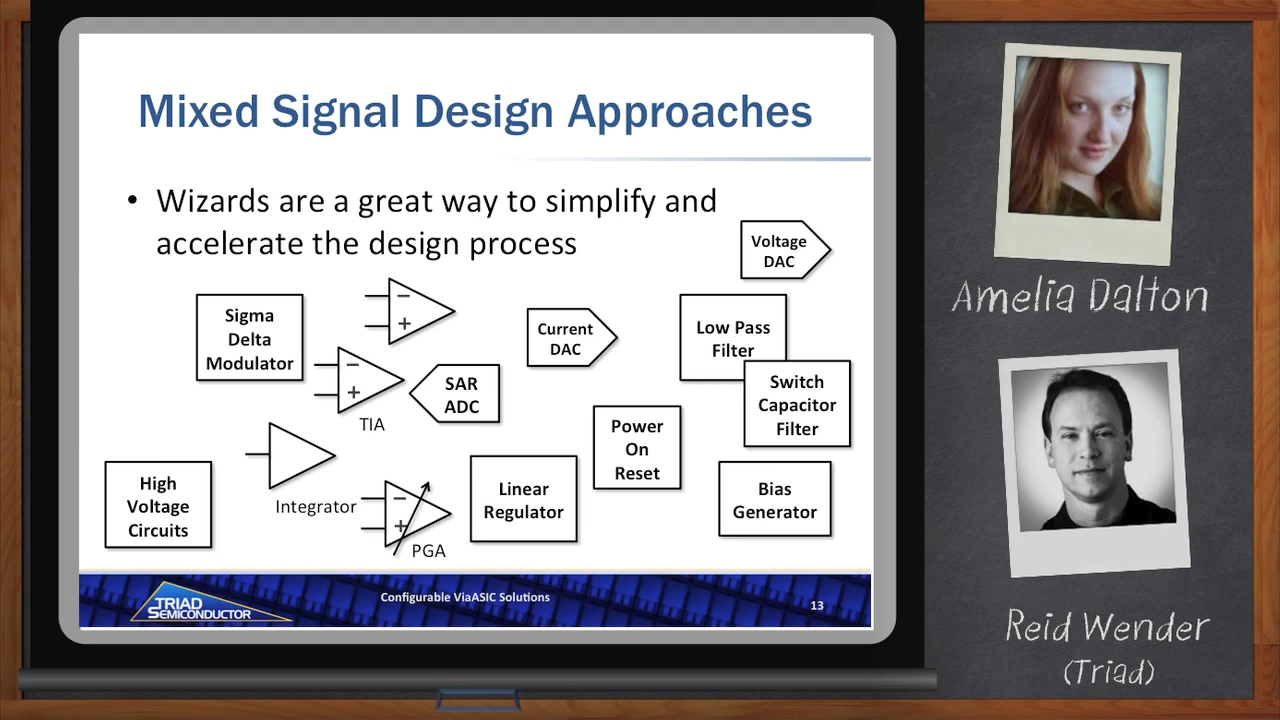 Mixed Signal Design Approaches
• Wizards are a great way to simplify and
accelerate the design process
Voltage
DAC
Sigma
Delta
Modulator
−
+
Current
DAC
Low Pass
Filter
−
+
TIA
SAR
ADC
Switch
Capacitor
Filter
Power
On
Reset
High
Voltage
Circuits
Integrator
−
+
PGA
Linear
Regulator
Bias
Generator
TRIAD
SEMICONDUCTOR
Configurable ViaASIC Solutions
13
Amelia Dalton
Reid Wender
(Triad)